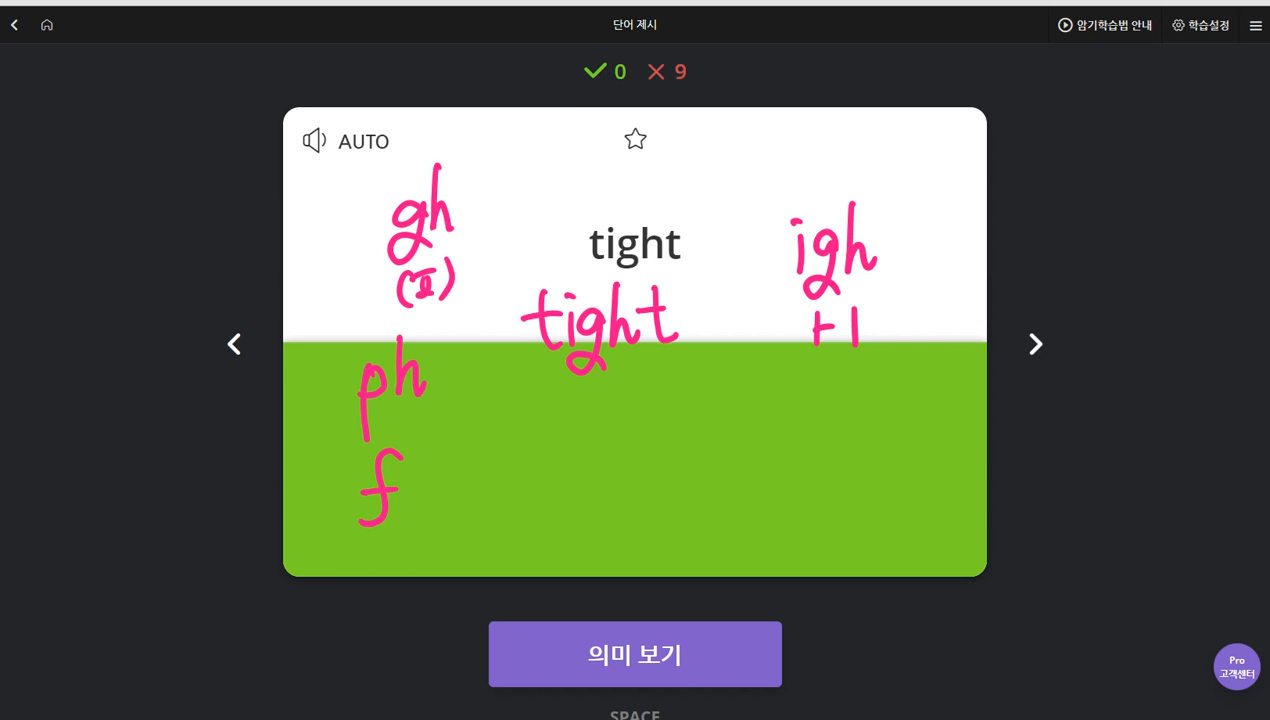 단어 제시
암기학습법 안내
학습설정
0
9
AUTO
tight
gh
igh
tight
ph
f
의미 보기
SPACE
Pro
고객센터